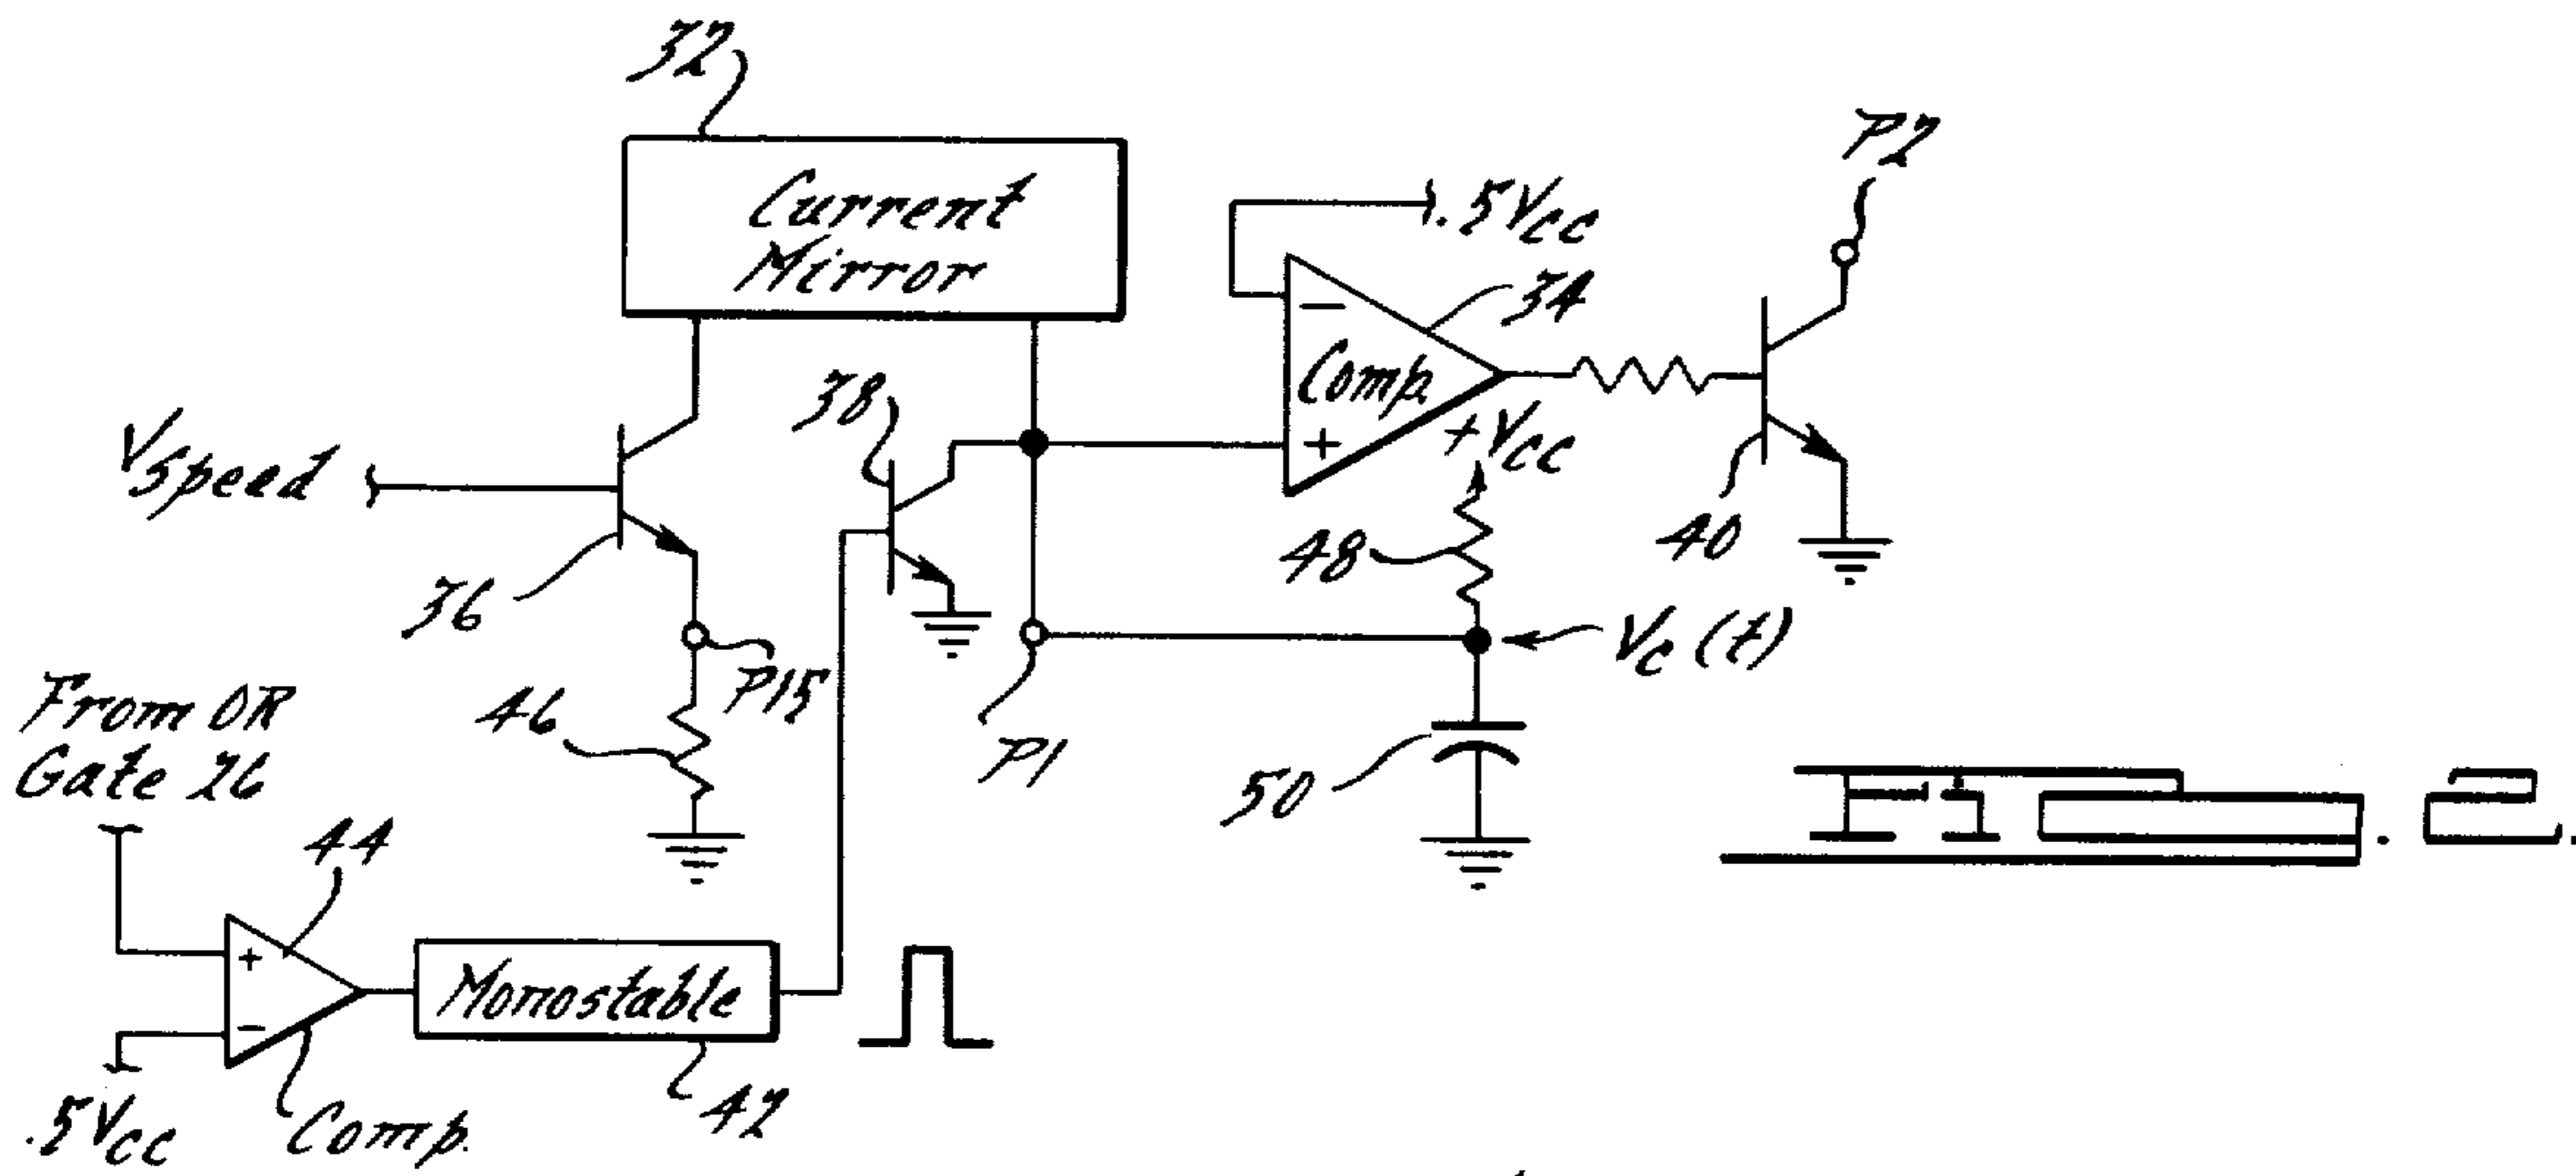 32
Current
Mirror
P2
.5Vcc
34
Comp.
+Vcc
38
VSpeed
36
40
48
Vc (t)
From OR
Gate 26
46
P15
P1
50
Fig. 2.
44
+
-
Monostable
42
.5Vcc
Comp.